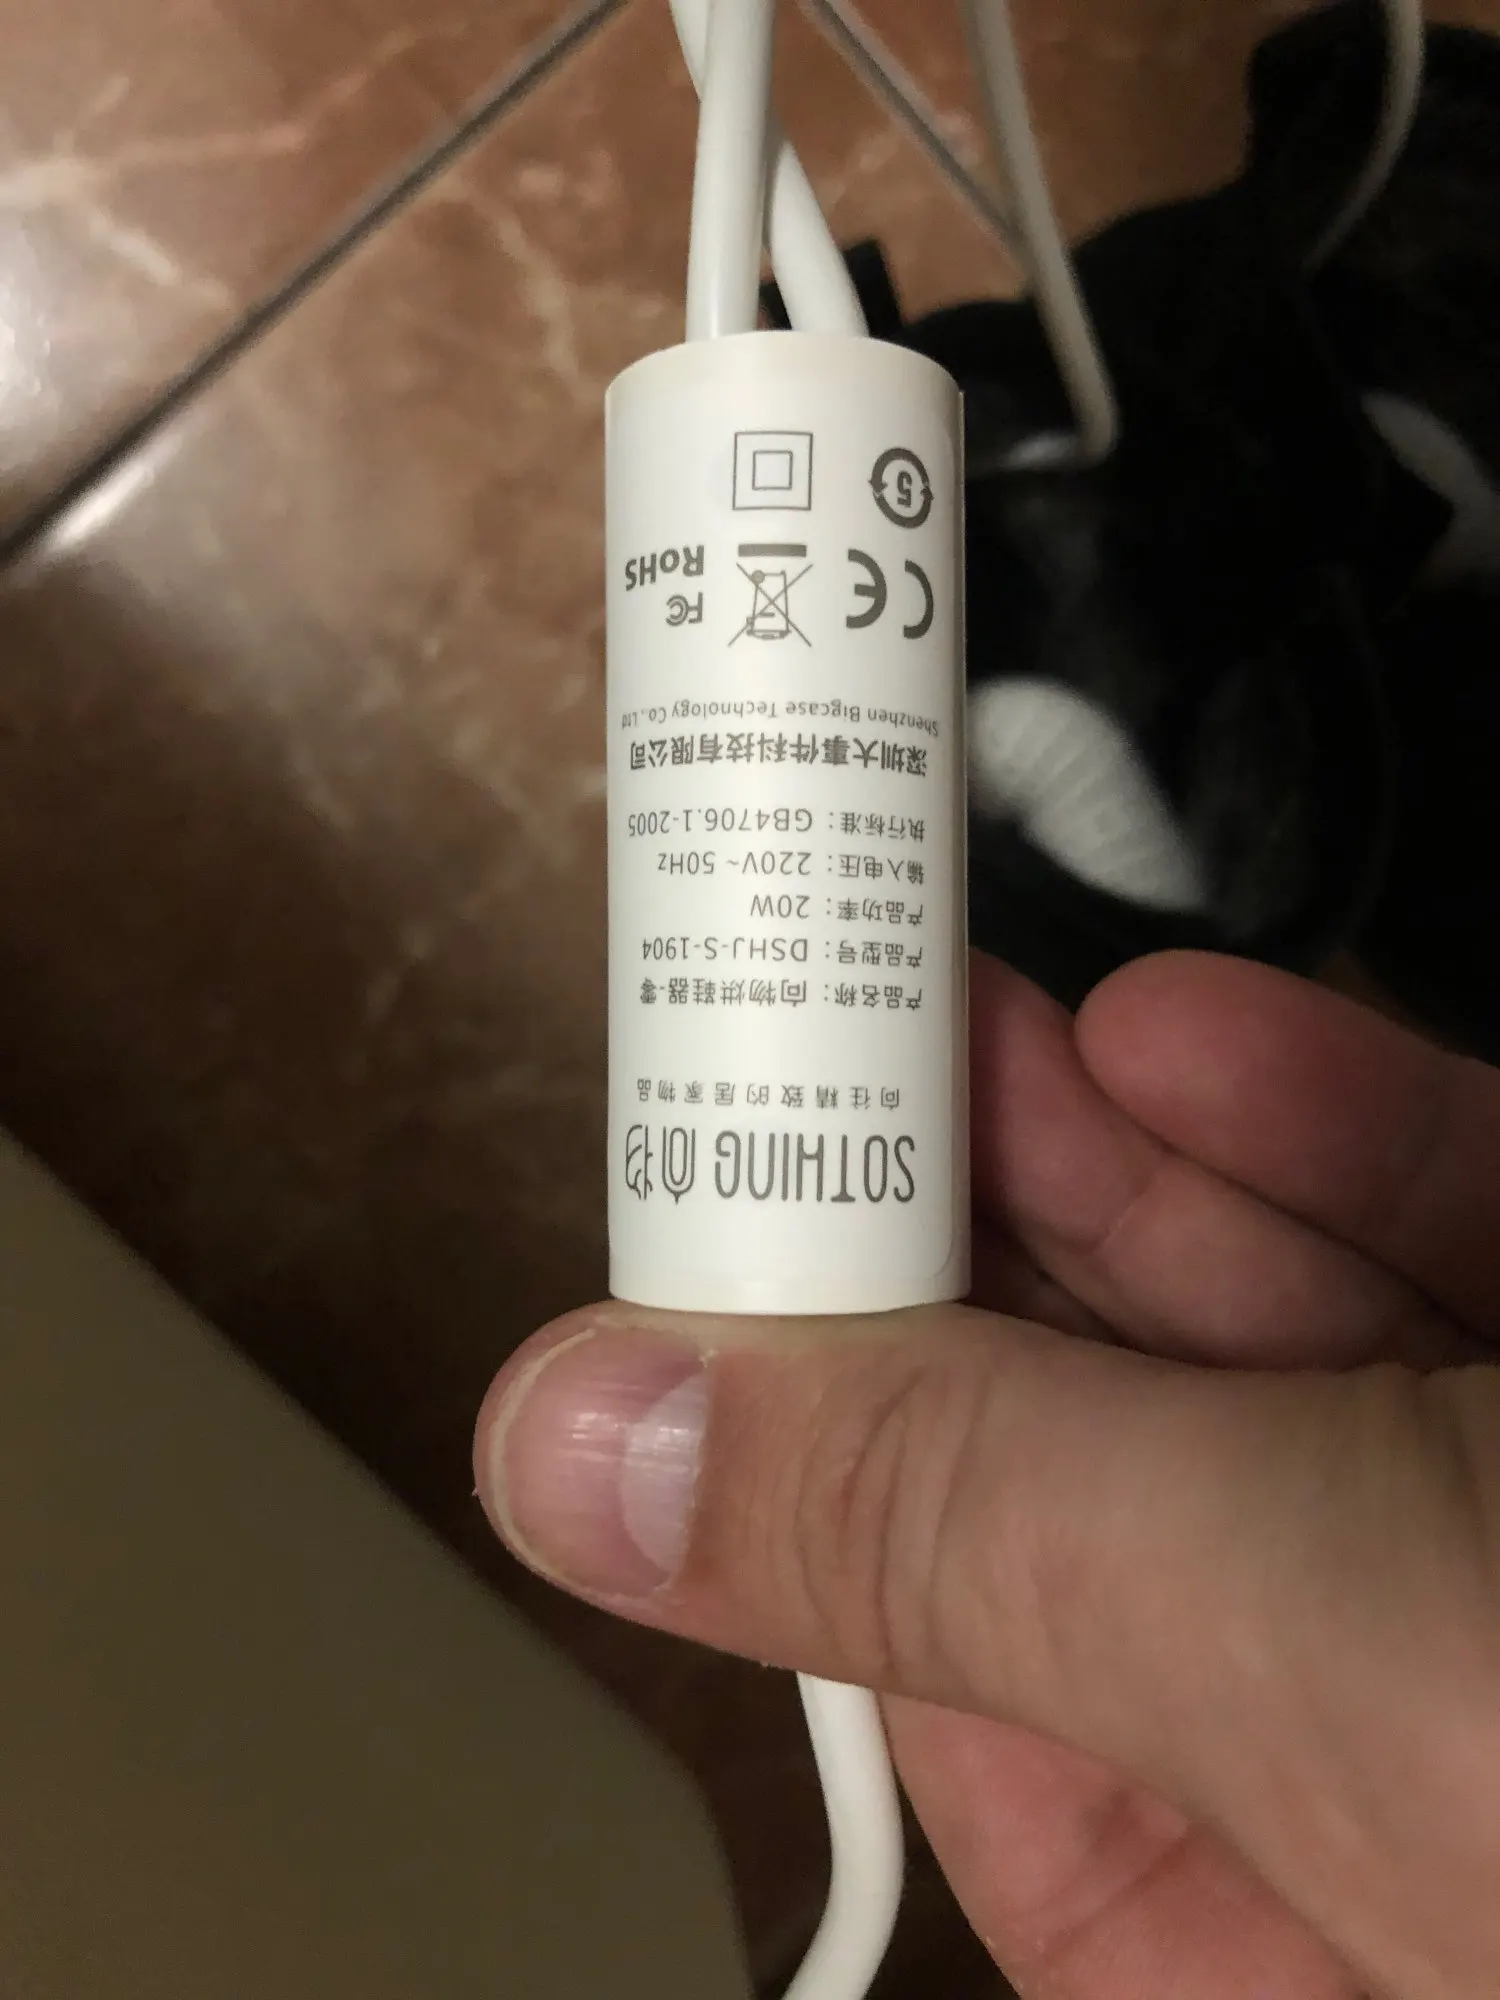 SOTHING 向物
向往精致的居家物品
产品名称：向物烘鞋器-零
产品型号：DSHJ-S-1904
产品功率：20W
输入电压：220V~ 50Hz
执行标准：GB4706.1-2005
深圳大事件科技有限公司
Shenzhen Bigcase Technology Co., Ltd
CE
FC
RoHS
5